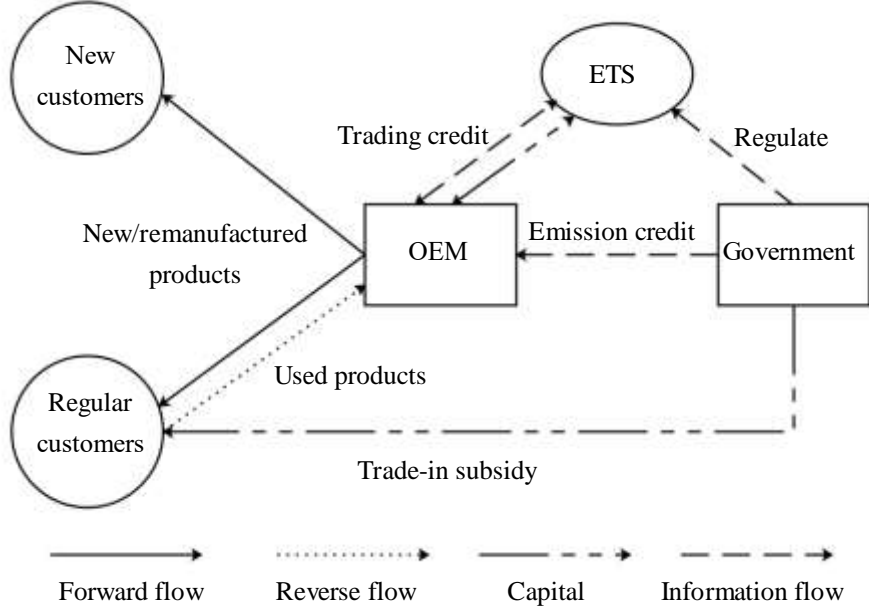 New
customers
ETS
Trading credit
Regulate
New/remanufactured
products
OEM
Emission credit
Government
Used products
Regular
customers
Trade-in subsidy
Forward flow
Reverse flow
Capital
Information flow